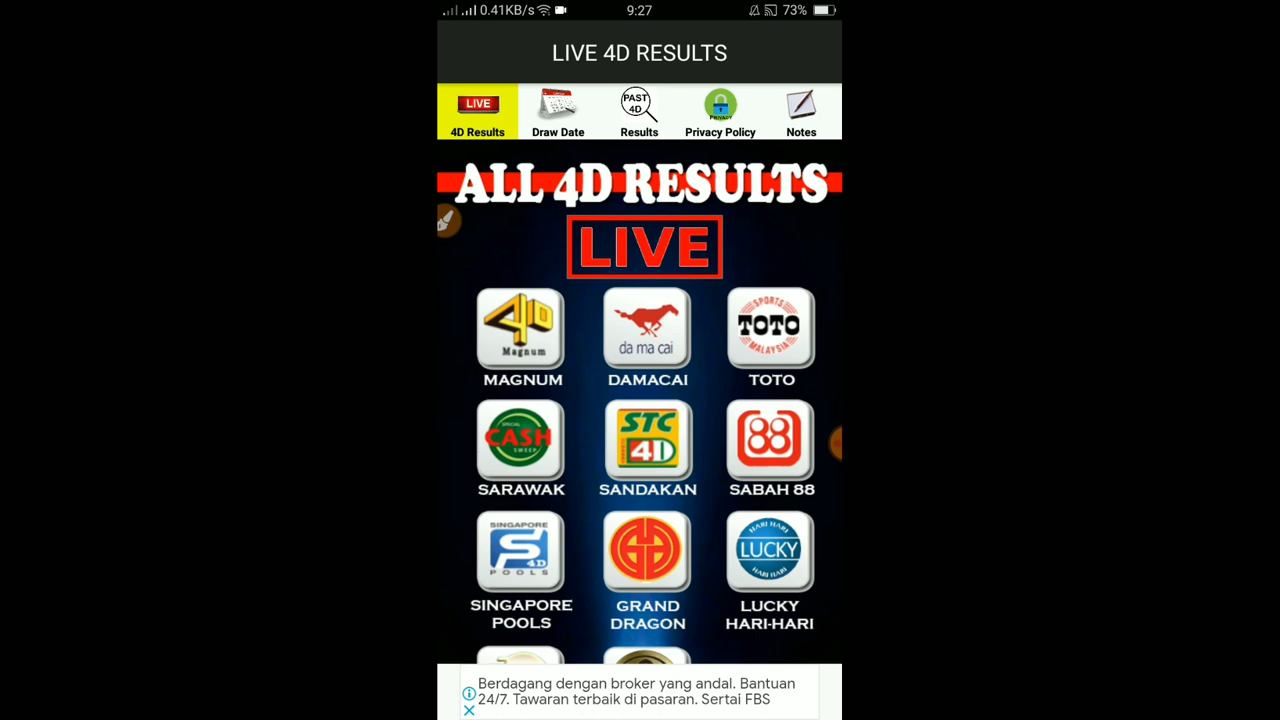 0.41KB/s 9:27 73%
LIVE 4D RESULTS
LIVE PAST 4D PRIVACY
4D Results Draw Date Results Privacy Policy Notes
ALL 4D RESULTS
LIVE
4D Magnum da ma cai SPORTS TOTO MALAYSIA
MAGNUM DAMACAI TOTO
SPECIAL CASH SWEEP STC 4D 88
SARAWAK SANDAKAN SABAH 88
SINGAPORE 4D POOLS HARI HARI LUCKY HARI HARI
SINGAPORE GRAND LUCKY
POOLS DRAGON HARI-HARI
Berdagang dengan broker yang andal. Bantuan
24/7. Tawaran terbaik di pasaran. Sertai FBS